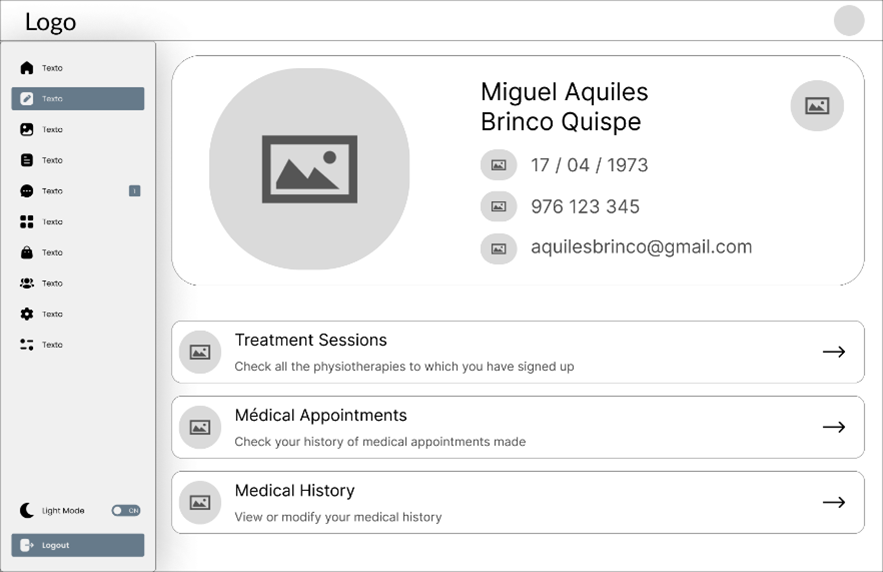 Logo
Texto
Texto
Texto
Texto
Texto
Texto
Texto
Texto
Texto
Texto
Light Mode
Logout
Miguel Aquiles
Brinco Quispe
17 / 04 / 1973
976 123 345
aquilesbrinco@gmail.com
Treatment Sessions
Check all the physiotherapies to which you have signed up
Médical Appointments
Check your history of medical appointments made
Medical History
View or modify your medical history